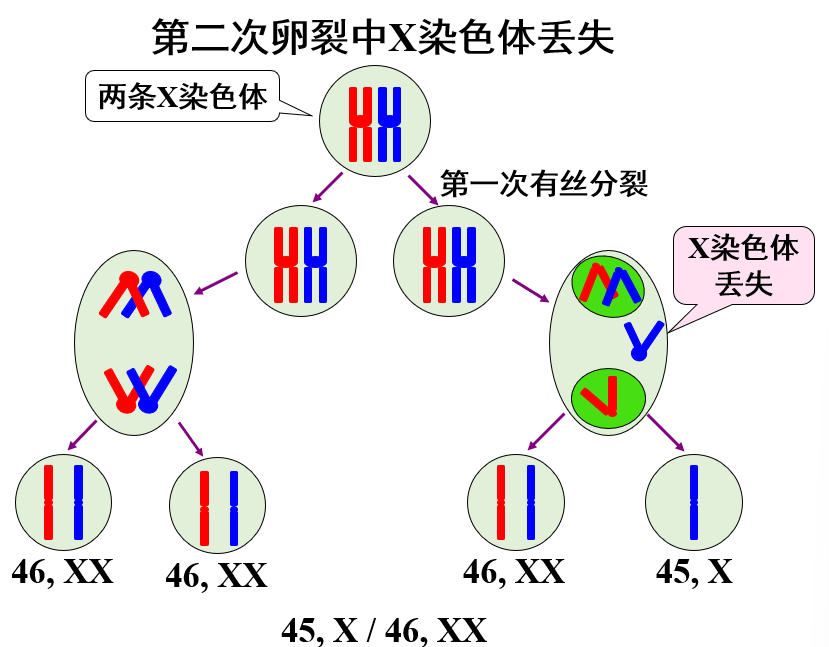 第二次卵裂中X染色体丢失
两条X染色体
第一次有丝分裂
X染色体
丢失
46, XX
46, XX
46, XX
45, X
45, X / 46, XX